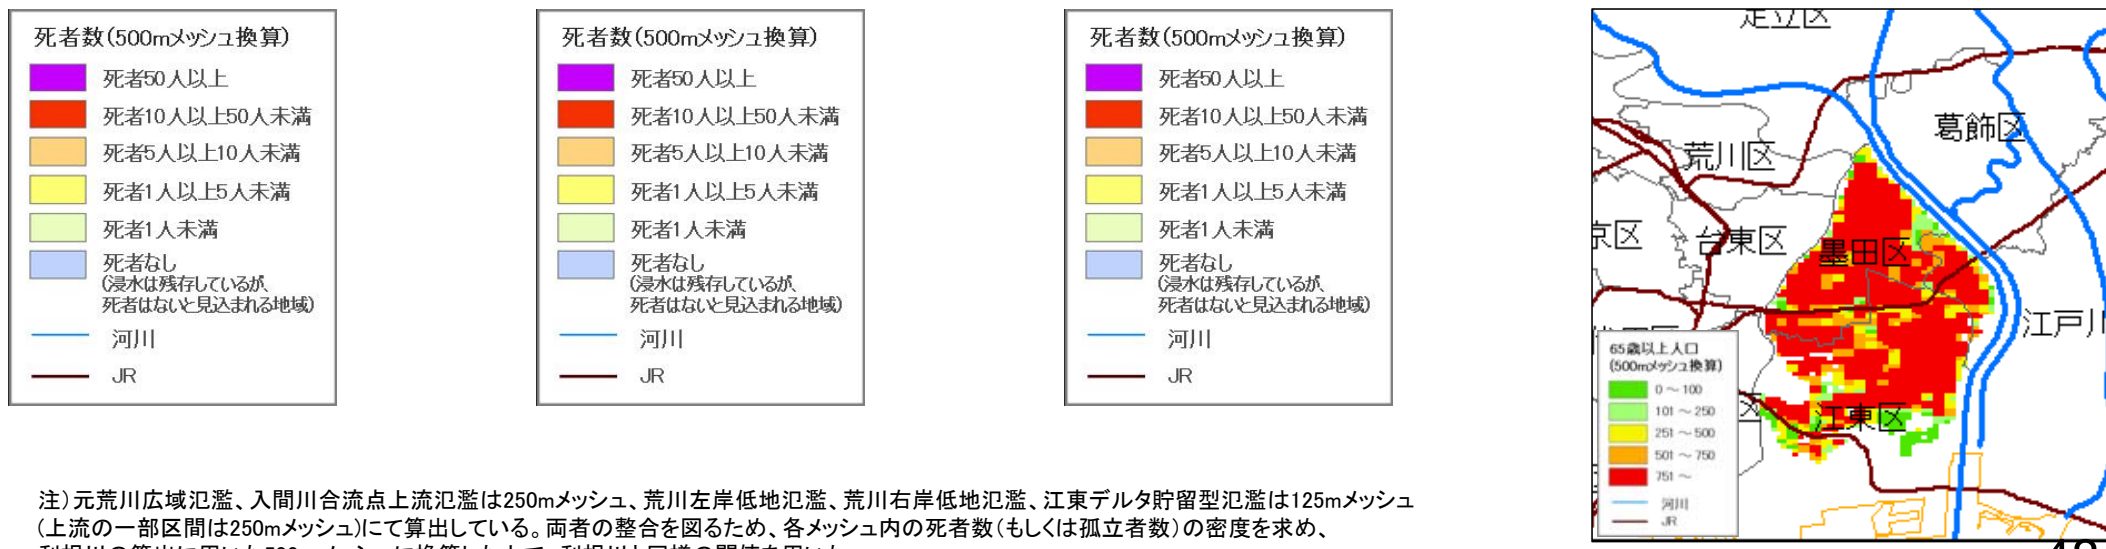 死者数(500mメッシュ換算)
死者50人以上
死者10人以上50人未満
死者5人以上10人未満
死者1人以上5人未満
死者1人未満
死者なし
(浸水は残存しているが、
死者はないと見込まれる地域)
河川
JR
死者数(500mメッシュ換算)
死者50人以上
死者10人以上50人未満
死者5人以上10人未満
死者1人以上5人未満
死者1人未満
死者なし
(浸水は残存しているが、
死者はないと見込まれる地域)
河川
JR
死者数(500mメッシュ換算)
死者50人以上
死者10人以上50人未満
死者5人以上10人未満
死者1人以上5人未満
死者1人未満
死者なし
(浸水は残存しているが、
死者はないと見込まれる地域)
河川
JR
足立区
葛飾区
荒川区
京区
台東区
墨田区
江戸川
区
江東区
65歳以上人口
(500mメッシュ換算)
0～100
101～250
251～500
501～750
751～
河川
JR
注)元荒川広域氾濫、入間川合流点上流氾濫は250mメッシュ、荒川左岸低地氾濫、荒川右岸低地氾濫、江東デルタ貯留型氾濫は125mメッシュ
(上流の一部区間は250mメッシュ)にて算出している。両者の整合を図るため、各メッシュ内の死者数(もしくは孤立者数)の密度を求め、